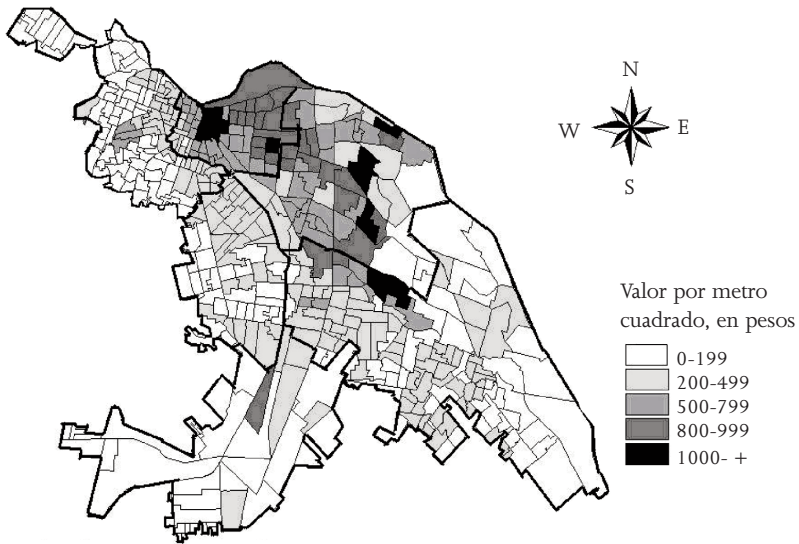 N
W E
S
Valor por metro
cuadrado, en pesos
0-199
200-499
500-799
800-999
1000- +